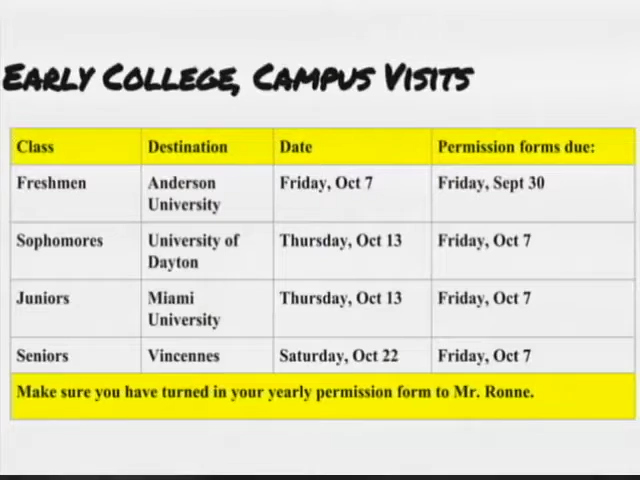 Early College, Campus Visits
Class Destination Date Permission forms due:
Freshmen Anderson University Friday, Oct 7 Friday, Sept 30
Sophomores University of Dayton Thursday, Oct 13 Friday, Oct 7
Juniors Miami University Thursday, Oct 13 Friday, Oct 7
Seniors Vincennes Saturday, Oct 22 Friday, Oct 7
Make sure you have turned in your yearly permission form to Mr. Ronne.